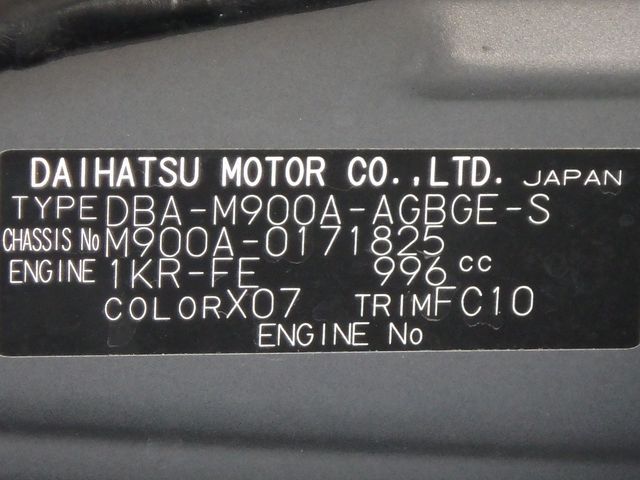 DAIHATSU MOTOR CO.,LTD. JAPAN
TYPE DBA-M900A-AGBGE-S
CHASSIS No M900A-0171825
ENGINE 1KR-FE 996 cc
COLOR X07 TRIM FC10
ENGINE No